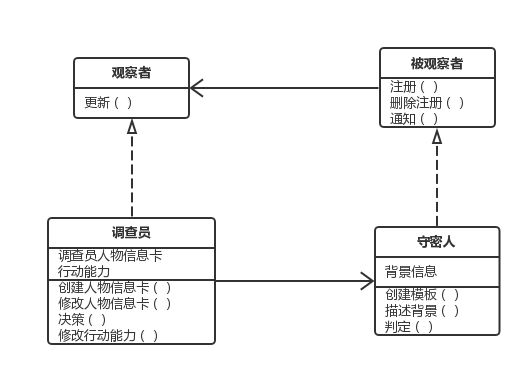 观察者
更新（ ）
被观察者
注册（ ）
删除注册（ ）
通知（ ）
调查员
调查员人物信息卡
行动能力
创建人物信息卡（ ）
修改人物信息卡（ ）
决策（ ）
修改行动能力（ ）
守密人
背景信息
创建模板（ ）
描述背景（ ）
判定（ ）